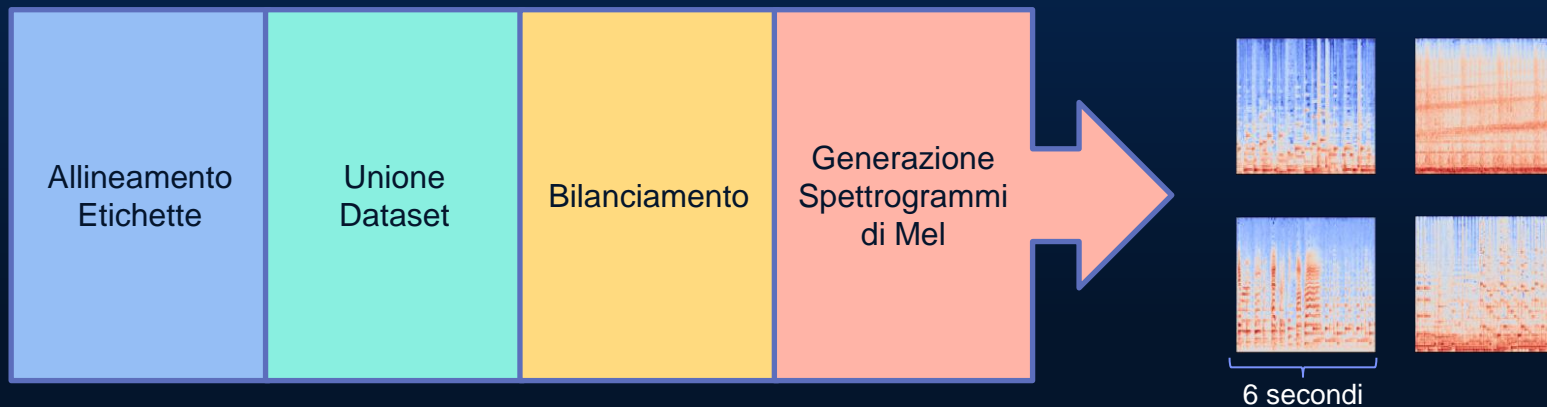 Allineamento
Etichette
Unione
Dataset
Bilanciamento
Generazione
Spettrogrammi
di Mel
6 secondi